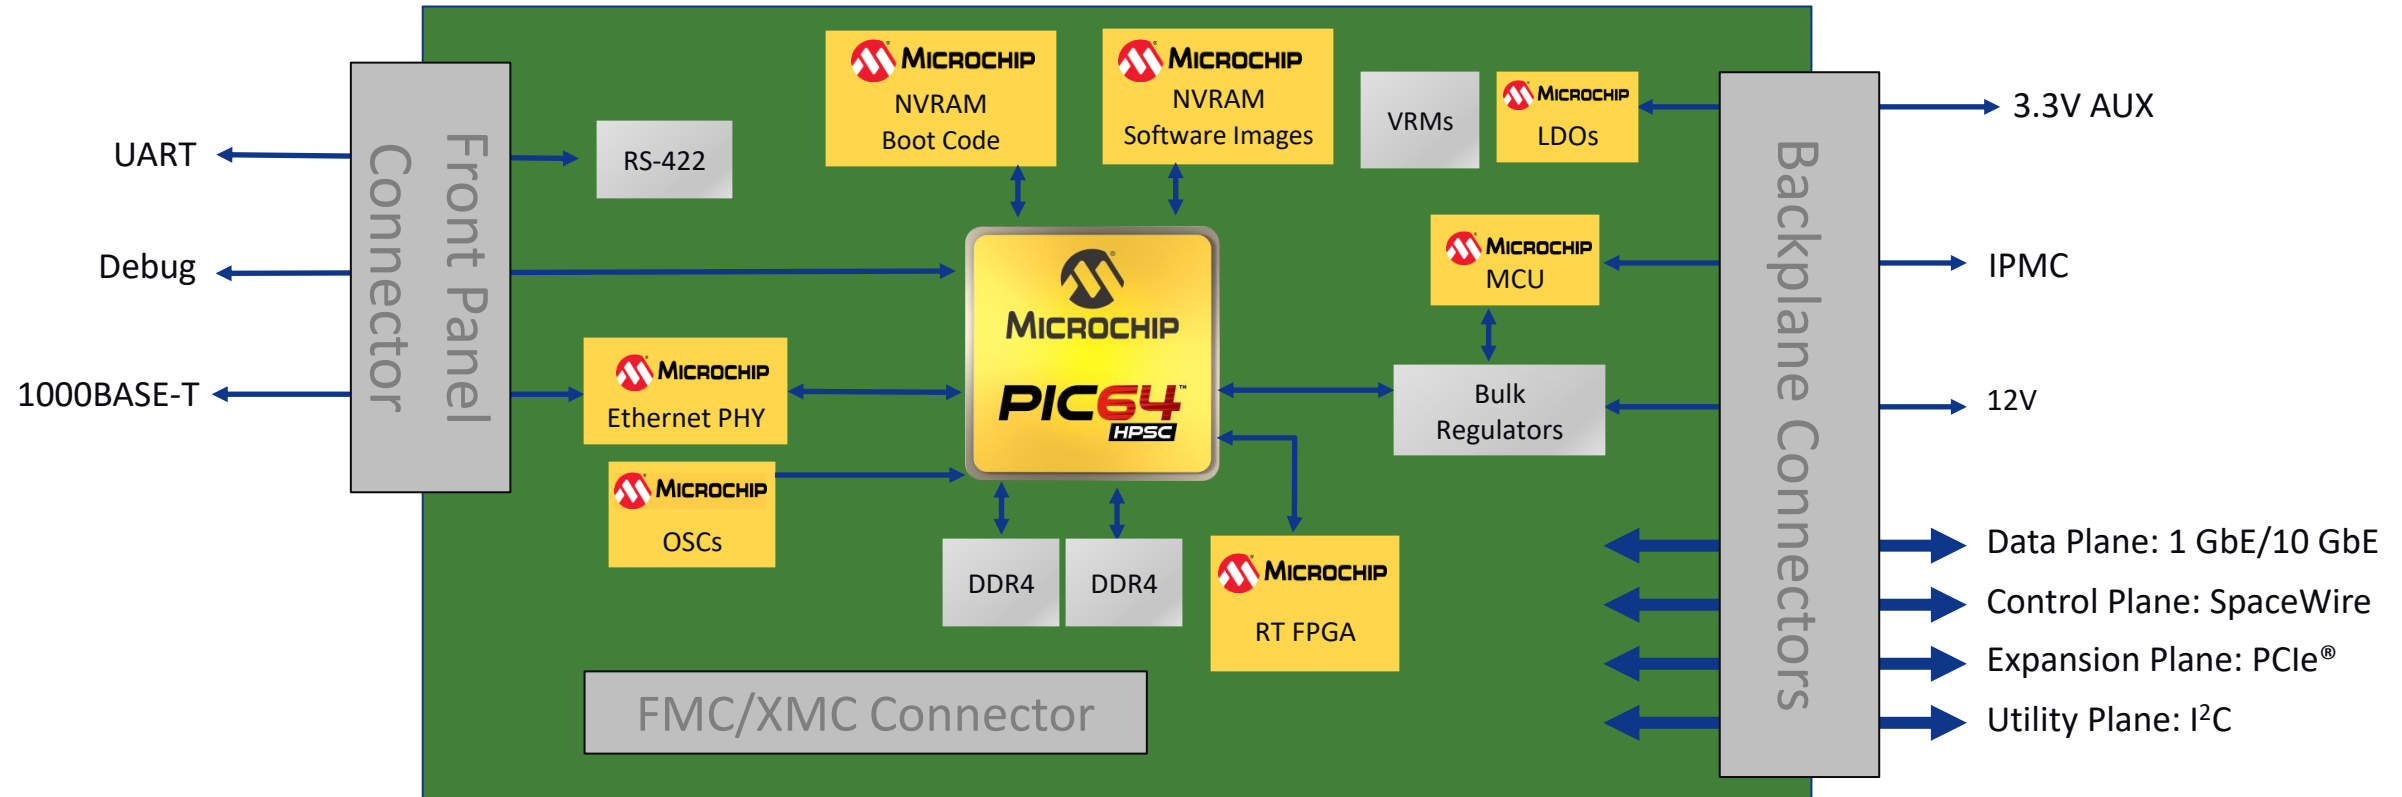 UART
Debug
1000BASE-T
Front Panel
Connector
RS-422
MICROCHIP
NVRAM
Boot Code
MICROCHIP
NVRAM
Software Images
VRMs
MICROCHIP
LDOs
MICROCHIP
MCU
MICROCHIP
PIC64™
HPSC
MICROCHIP
Ethernet PHY
MICROCHIP
OSCs
Bulk
Regulators
DDR4
DDR4
MICROCHIP
RT FPGA
FMC/XMC Connector
Backplane Connectors
3.3V AUX
IPMC
12V
Data Plane: 1 GbE/10 GbE
Control Plane: SpaceWire
Expansion Plane: PCIe®
Utility Plane: I²C